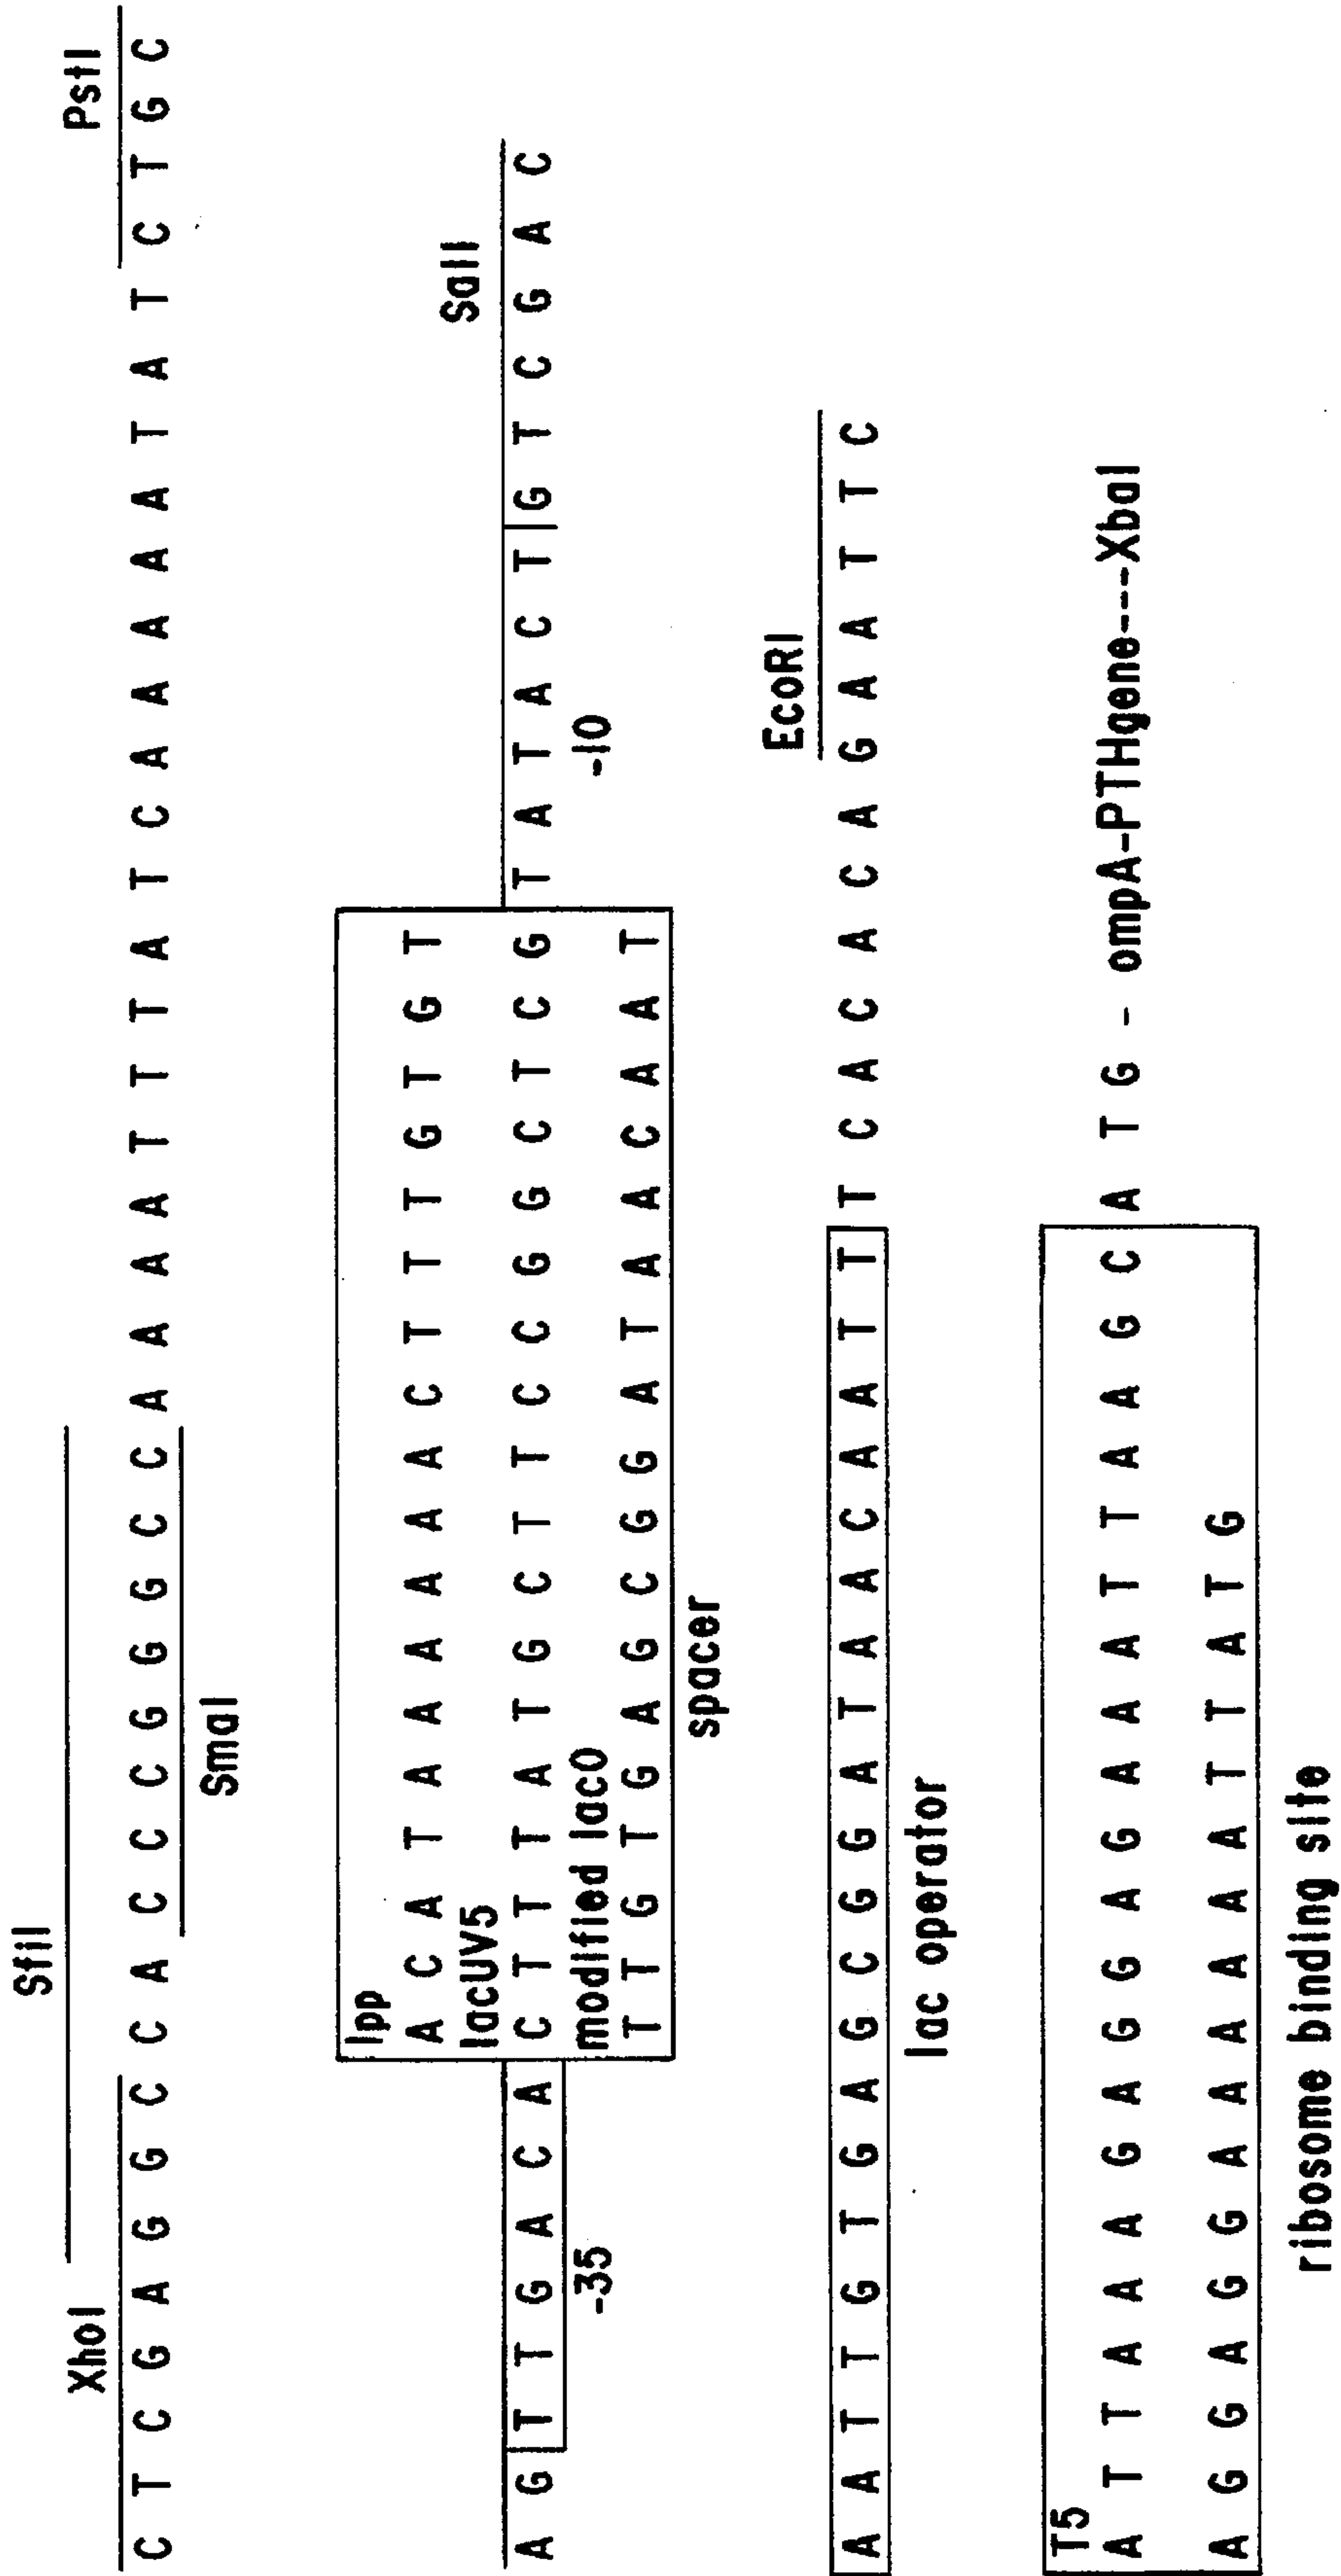 SfiI
XhoI PstI
C T C G A G G C C A C C C G G G C C A A A A T T T A T C A A A A A T A T C T G C
SmaI
lpp
A C A T A A A A A A C T T T G T G T
lacUV5 SalI
A G T T G A C A C T T T A T G C T T C C G G C T C G T A T A C T G T C G A C
-35 modified lacO -10
T T G T G A G C G G A T A A C A A T
spacer
EcoRI
A A T T G T G A G C G G A T A A C A A T T T C A C A C A G A A T T C
lac operator
T5
A T T A A A G A G G A G A A A T T A A G C A T G - ompA-PTHgene---XbaI
A G G A G G A A A A A A T T A T G
ribosome binding site